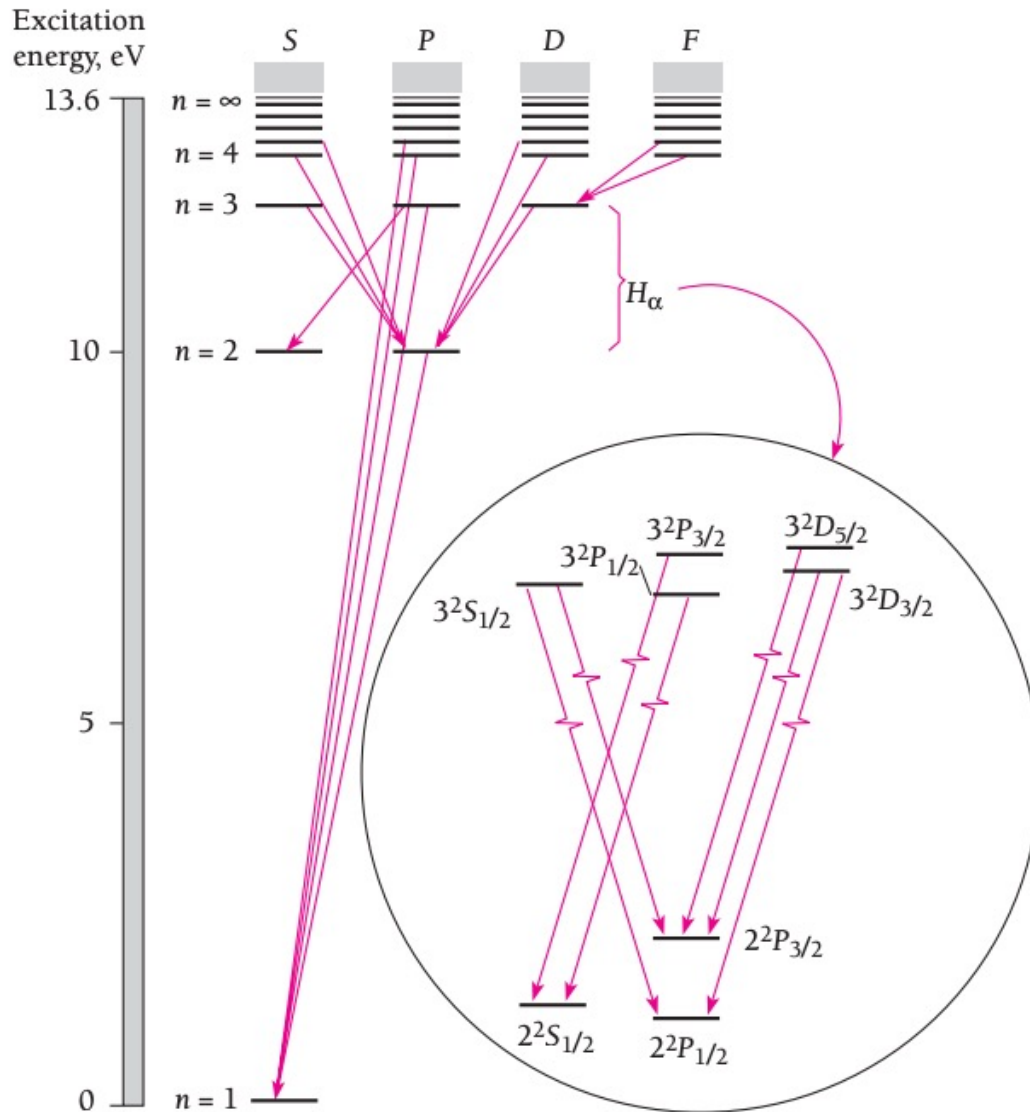 Excitation
energy, eV
S P D F
13.6 n = ∞
n = 4
n = 3
Hα
10 n = 2
3²P3/2 3²D5/2
3²P1/2
3²S1/2 3²D3/2
5
2²P3/2
2²S1/2 2²P1/2
0 n = 1